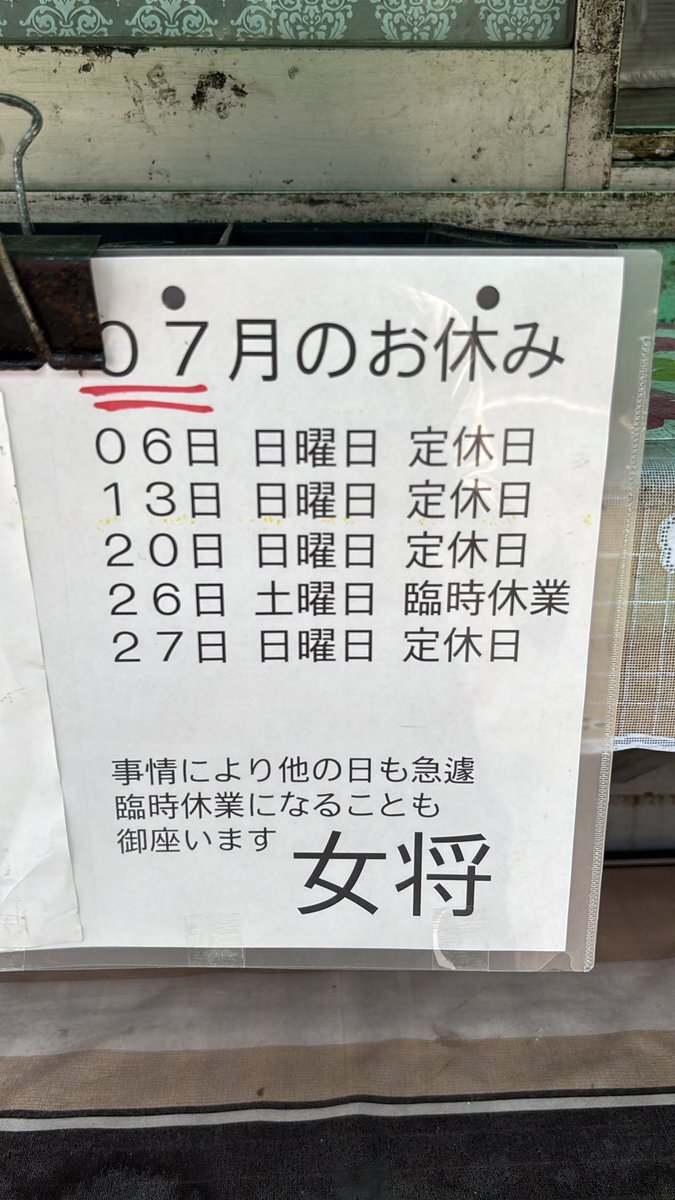 07月のお休み
06日 日曜日 定休日
13日 日曜日 定休日
20日 日曜日 定休日
26日 土曜日 臨時休業
27日 日曜日 定休日
事情により他の日も急遽
臨時休業になることも
御座います
女将